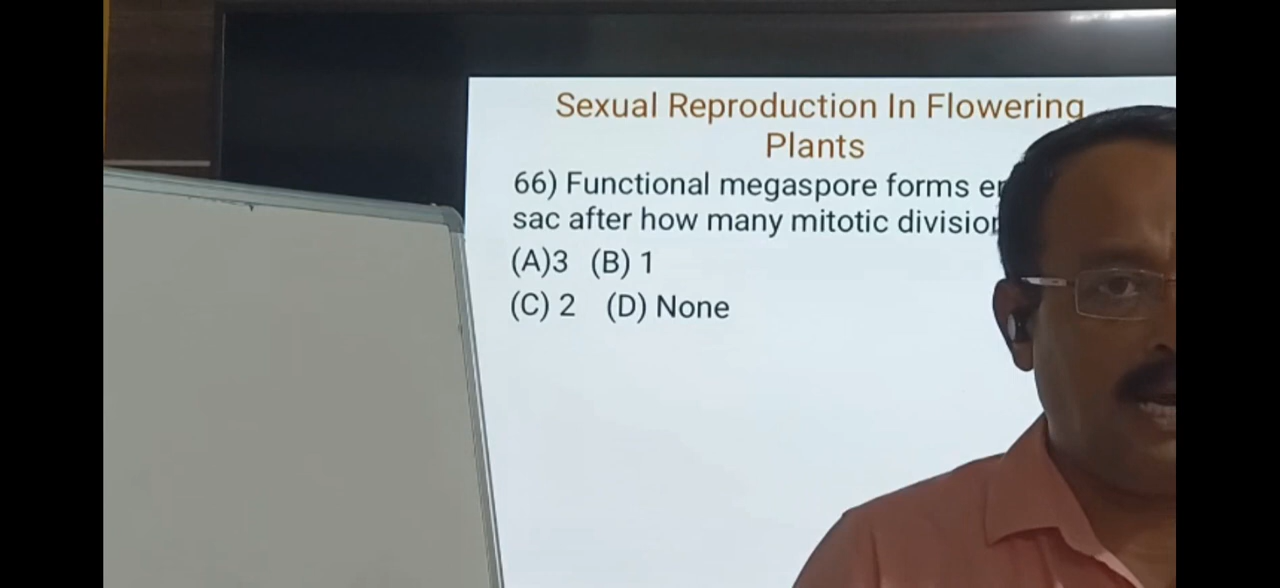 Sexual Reproduction In Flowering
Plants
66) Functional megaspore forms
sac after how many mitotic
(A)3 (B) 1
(C) 2 (D) None